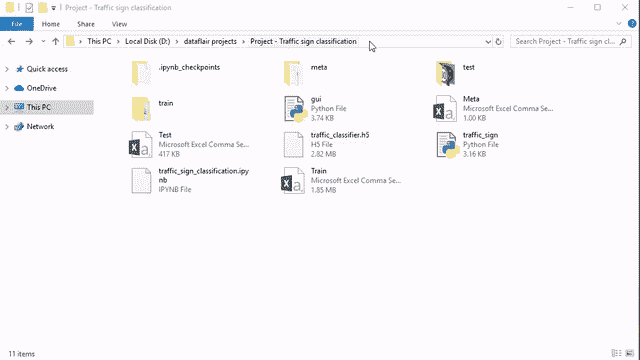 Project - Traffic sign classification
File
Home
Share
View
This PC > Local Disk (D:) > dataflair projects > Project - Traffic sign classification
Search Project - Traffic sign cl...
Quick access
OneDrive
This PC
Network
.ipynb_checkpoints
meta
test
train
gui
Python File
3.74 KB
Meta
Microsoft Excel Comma Se...
1.00 KB
Test
Microsoft Excel Comma Se...
417 KB
traffic_classifier.h5
H5 File
2.82 MB
traffic_sign
Python File
3.16 KB
traffic_sign_classification.ipy
nb
IPYNB File
Train
Microsoft Excel Comma Se...
1.85 MB
11 items